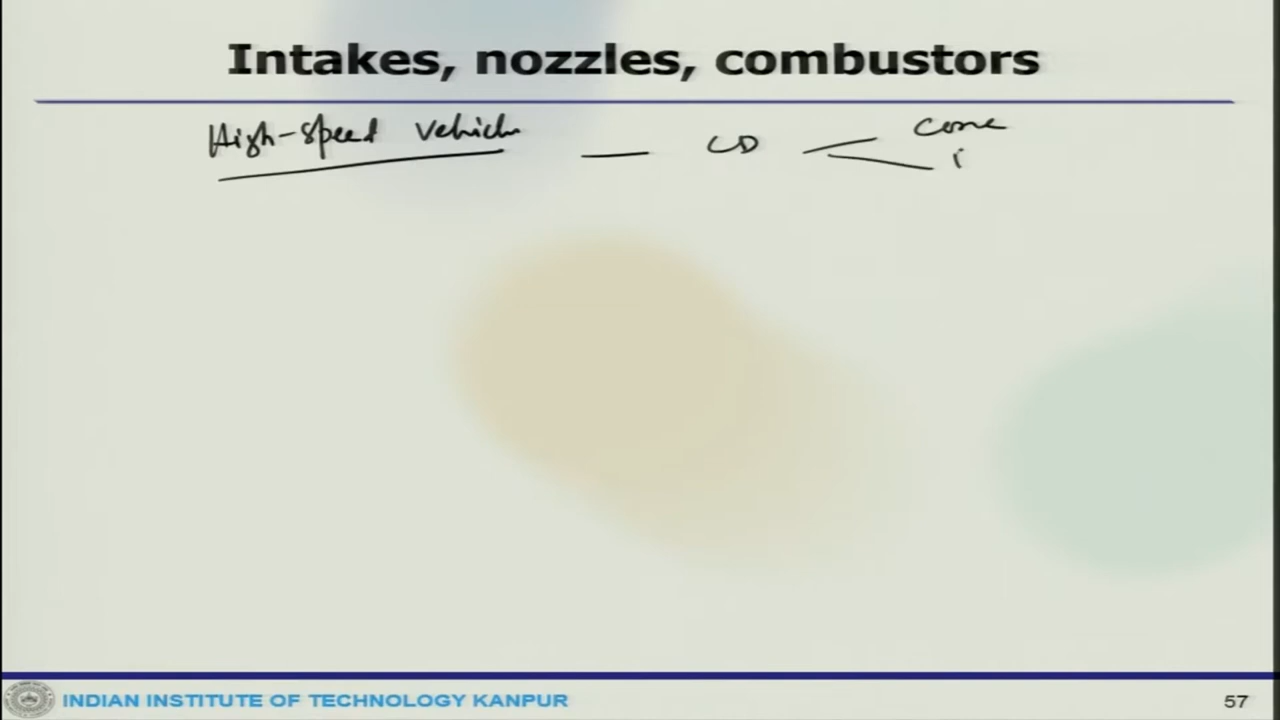 Intakes, nozzles, combustors
High-speed Vehicle — CD < Cone
INDIAN INSTITUTE OF TECHNOLOGY KANPUR
57